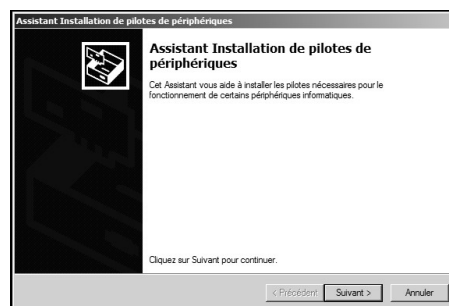 Assistant Installation de pilotes de périphériques
Assistant Installation de pilotes de
périphériques
Cet Assistant vous aide à installer les pilotes nécessaires pour le
fonctionnement de certains périphériques informatiques.
Cliquez sur Suivant pour continuer.
< Précédent Suivant > Annuler